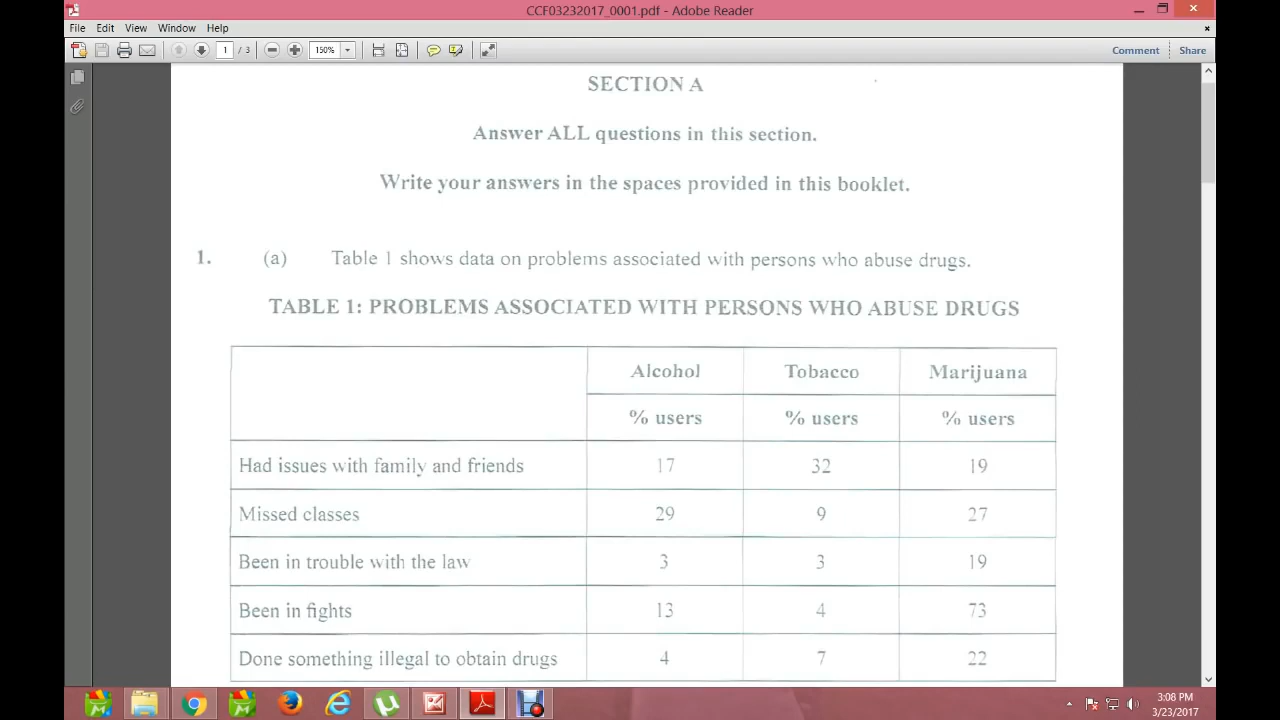 CCF03232017_0001.pdf - Adobe Reader
File Edit View Window Help
1 / 3 150% Comment Share
SECTION A
Answer ALL questions in this section.
Write your answers in the spaces provided in this booklet.
1. (a) Table 1 shows data on problems associated with persons who abuse drugs.
TABLE 1: PROBLEMS ASSOCIATED WITH PERSONS WHO ABUSE DRUGS
Alcohol Tobacco Marijuana
% users % users % users
Had issues with family and friends 17 32 19
Missed classes 29 9 27
Been in trouble with the law 3 3 19
Been in fights 13 4 73
Done something illegal to obtain drugs 4 7 22
3:08 PM
3/23/2017